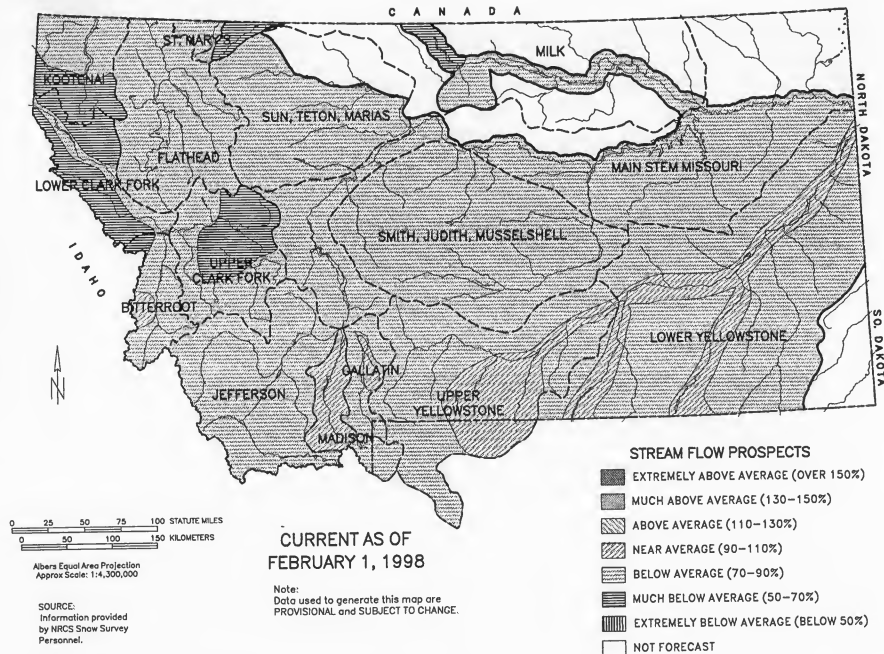 CANADA
ST. MARY'S
MILK
KOOTENAI
NORTH DAKOTA
SUN, TETON, MARIAS
FLATHEAD
MAIN STEM MISSOURI
LOWER CLARK FORK
SMITH, JUDITH, MUSSELSHELL
IDAHO
UPPER
CLARK FORK
BITTERROOT
SO. DAKOTA
LOWER YELLOWSTONE
N
GALLATIN
JEFFERSON
UPPER
YELLOWSTONE
MADISON
STREAM FLOW PROSPECTS
EXTREMELY ABOVE AVERAGE (OVER 150%)
MUCH ABOVE AVERAGE (130-150%)
ABOVE AVERAGE (110-130%)
NEAR AVERAGE (90-110%)
BELOW AVERAGE (70-90%)
MUCH BELOW AVERAGE (50-70%)
EXTREMELY BELOW AVERAGE (BELOW 50%)
NOT FORECAST
0 25 50 75 100 STATUTE MILES
0 50 100 150 KILOMETERS
Albers Equal Area Projection
Approx Scale: 1:4,300,000
CURRENT AS OF
FEBRUARY 1, 1998
Note:
Data used to generate this map are
PROVISIONAL and SUBJECT TO CHANGE.
SOURCE:
Information provided
by NRCS Snow Survey
Personnel.